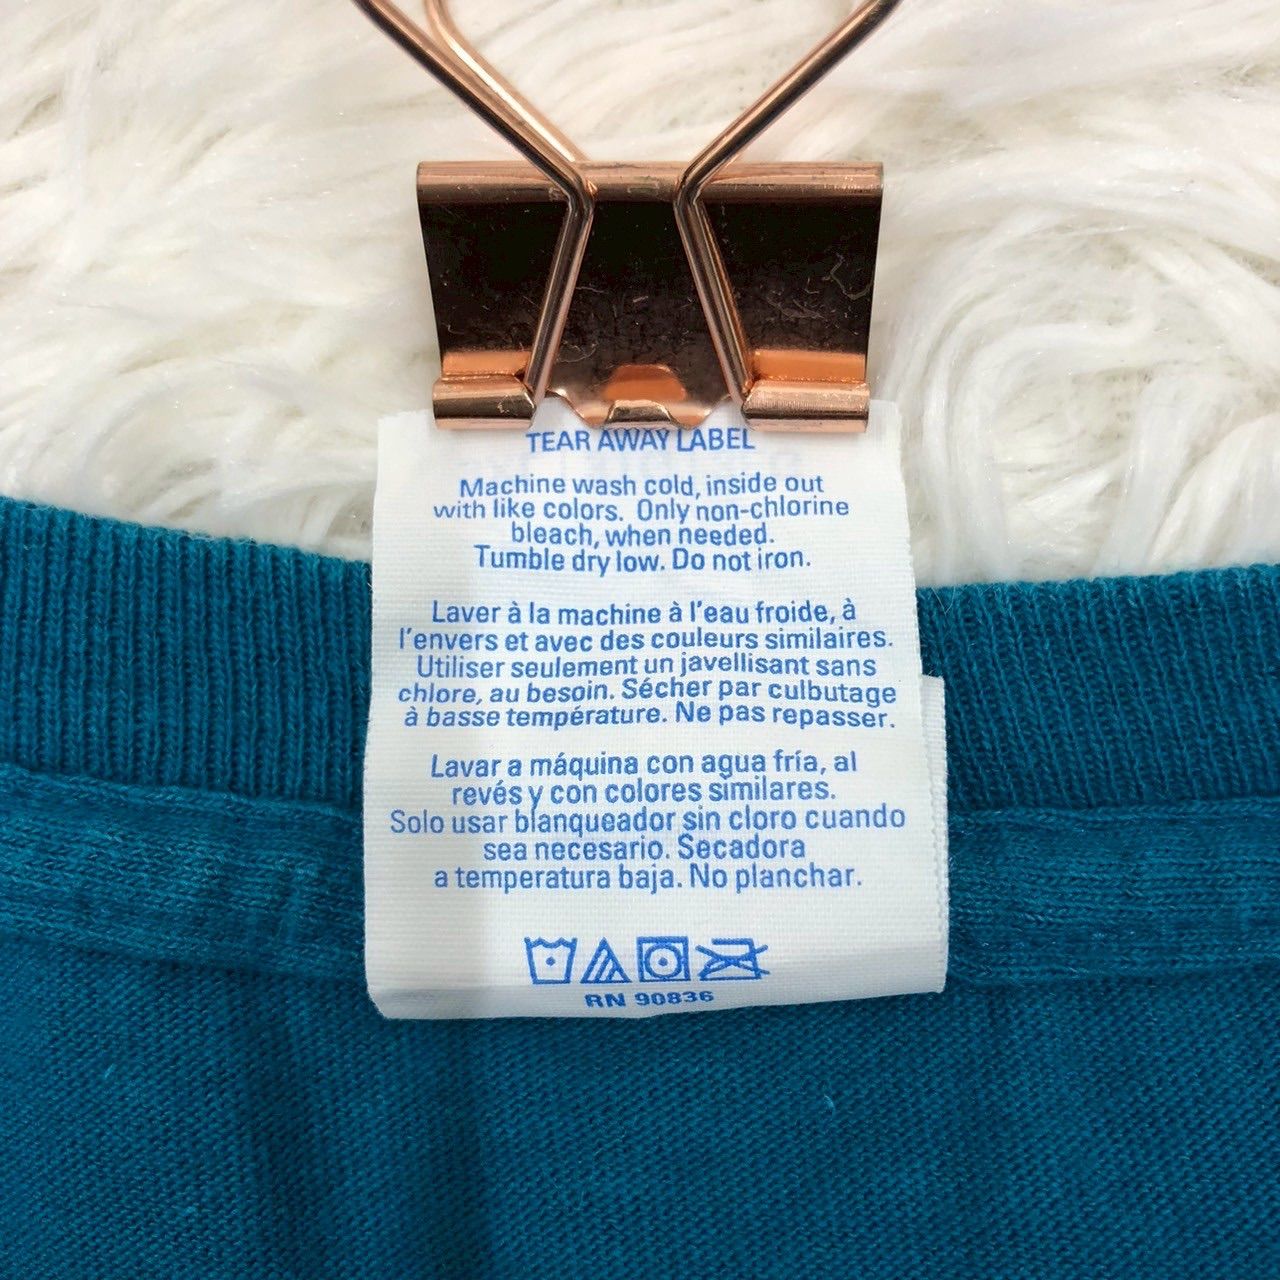 TEAR AWAY LABEL
Machine wash cold, inside out
with like colors. Only non-chlorine
bleach, when needed.
Tumble dry low. Do not iron.
Laver à la machine à l'eau froide, à
l'envers et avec des couleurs similaires.
Utiliser seulement un javellisant sans
chlore, au besoin. Sécher par culbutage
à basse température. Ne pas repasser.
Lavar a máquina con agua fría, al
revés y con colores similares.
Solo usar blanqueador sin cloro cuando
sea necesario. Secadora
a temperatura baja. No planchar.
RN 90836